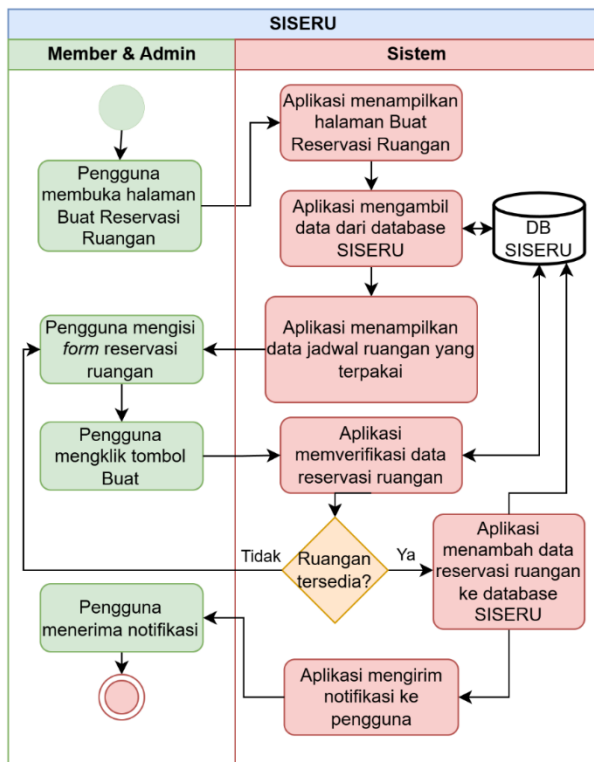 SISERU
Member & Admin
Sistem
Aplikasi menampilkan
halaman Buat
Reservasi Ruangan
Pengguna
membuka halaman
Buat Reservasi
Ruangan
Aplikasi mengambil
data dari database
SISERU
DB
SISERU
Pengguna mengisi
form reservasi
ruangan
Aplikasi menampilkan
data jadwal ruangan yang
terpakai
Pengguna
mengklik tombol
Buat
Aplikasi
memverifikasi data
reservasi ruangan
Tidak
Ruangan
tersedia?
Ya
Aplikasi
menambah data
reservasi ruangan
ke database
SISERU
Pengguna
menerima notifikasi
Aplikasi mengirim
notifikasi ke
pengguna